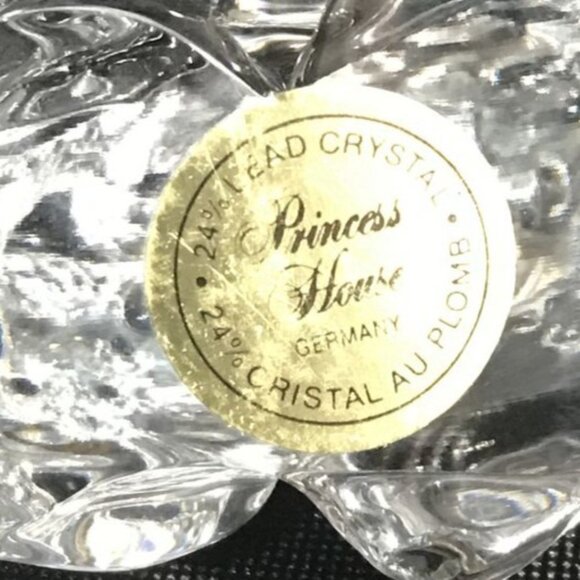 • 24% LEAD CRYSTAL •
Princess
House
GERMANY
24% CRISTAL AU PLOMB